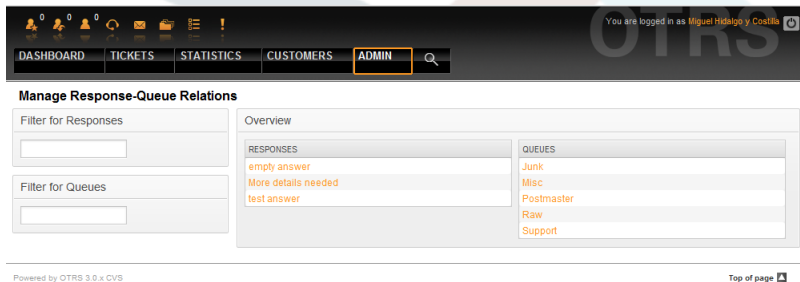 0 0 0
You are logged in as Miguel Hidalgo y Costilla
OTRS
DASHBOARD TICKETS STATISTICS CUSTOMERS ADMIN
Manage Response-Queue Relations
Filter for Responses
Filter for Queues
Overview
RESPONSES
empty answer
More details needed
test answer
QUEUES
Junk
Misc
Postmaster
Raw
Support
Powered by OTRS 3.0.x CVS
Top of page